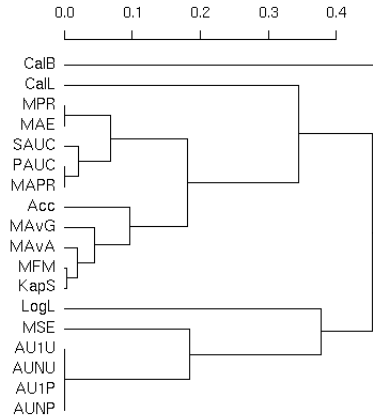 0.0 0.1 0.2 0.3 0.4
CalB
CalL
MPR
MAE
SAUC
PAUC
MAPR
Acc
MAvG
MAvA
MFM
KapS
LogL
MSE
AU1U
AUNU
AU1P
AUNP